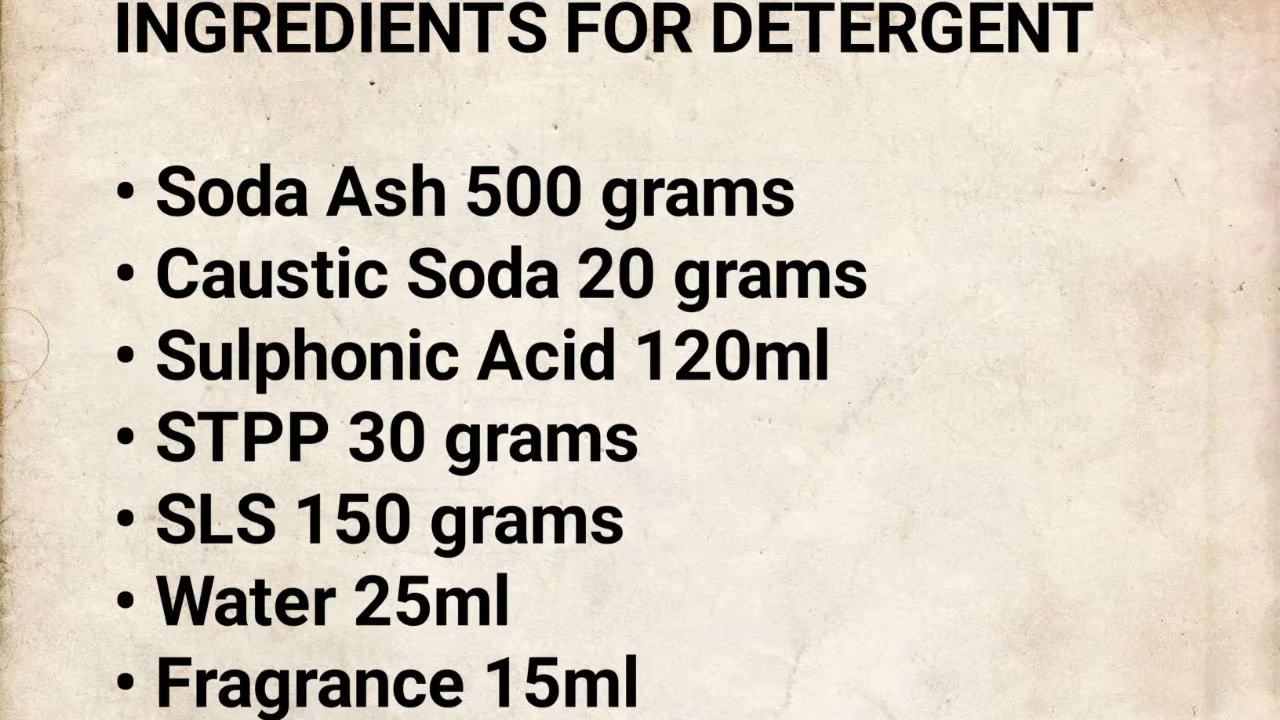 INGREDIENTS FOR DETERGENT
• Soda Ash 500 grams
• Caustic Soda 20 grams
• Sulphonic Acid 120ml
• STPP 30 grams
• SLS 150 grams
• Water 25ml
• Fragrance 15ml